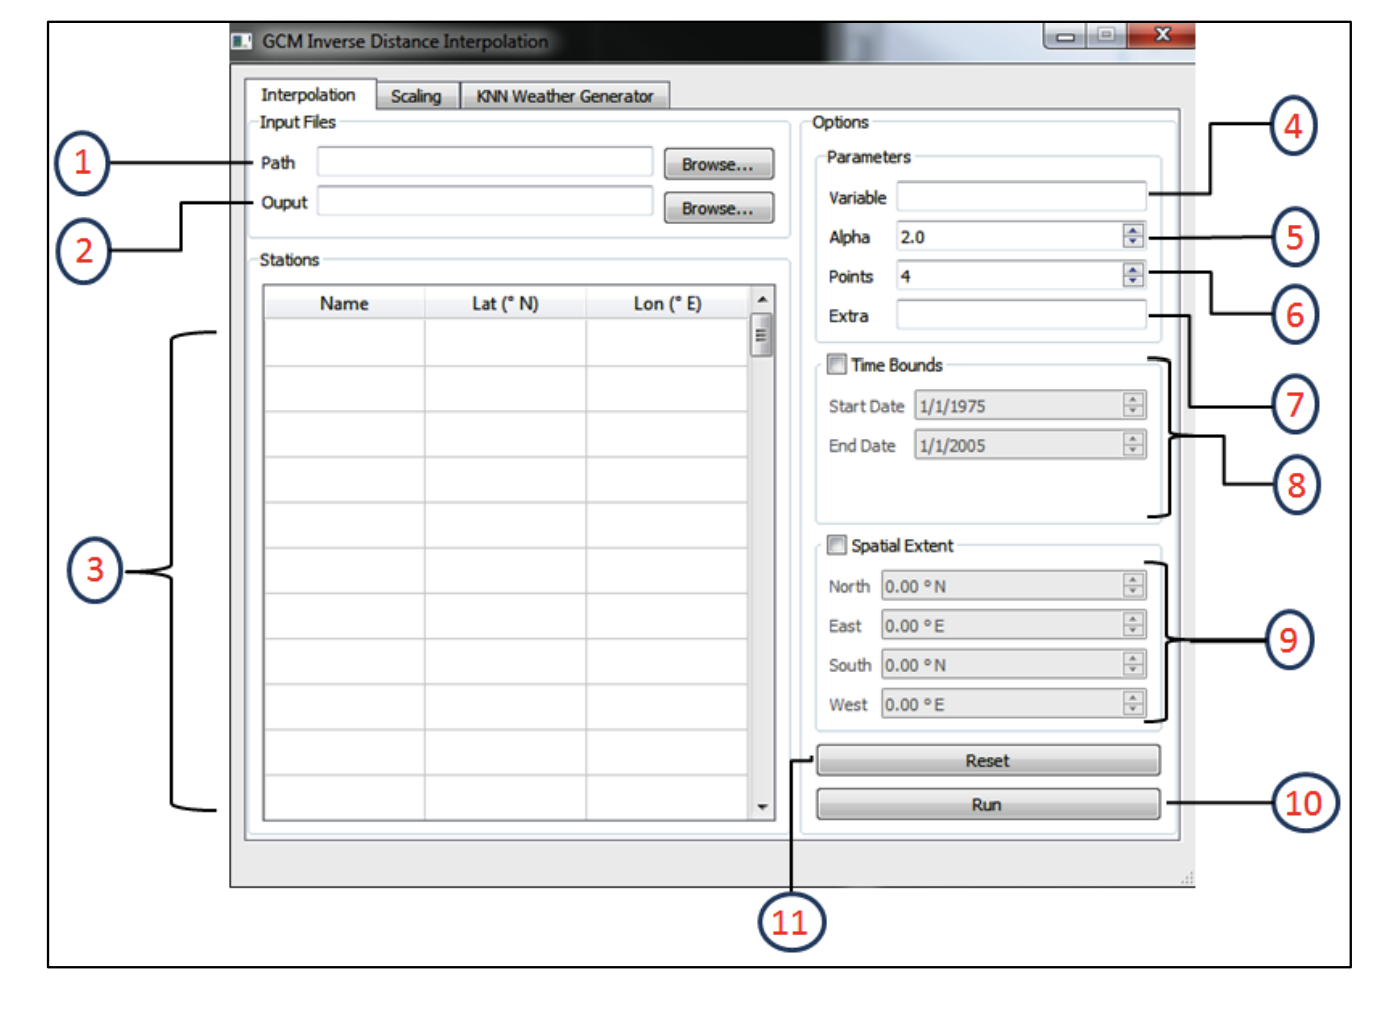 GCM Inverse Distance Interpolation
X
Interpolation Scaling KNN Weather Generator
Input Files
Path Browse...
Ouput Browse...
Stations
Name Lat (° N) Lon (° E)
Options
Parameters
Variable
Alpha 2.0
Points 4
Extra
Time Bounds
Start Date 1/1/1975
End Date 1/1/2005
Spatial Extent
North 0.00 ° N
East 0.00 ° E
South 0.00 ° N
West 0.00 ° E
Reset
Run
1
2
3
4
5
6
7
8
9
10
11